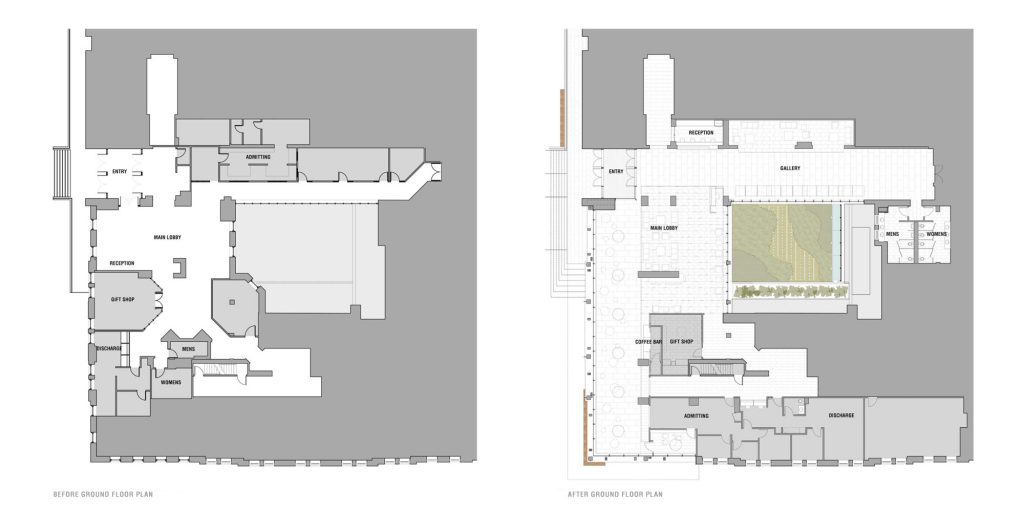 ADMITTING
ENTRY
MAIN LOBBY
RECEPTION
GIFT SHOP
DISCHARGE
MENS
WOMENS
BEFORE GROUND FLOOR PLAN
RECEPTION
ENTRY
GALLERY
MAIN LOBBY
MENS
WOMENS
COFFEE BAR
GIFT SHOP
ADMITTING
DISCHARGE
AFTER GROUND FLOOR PLAN